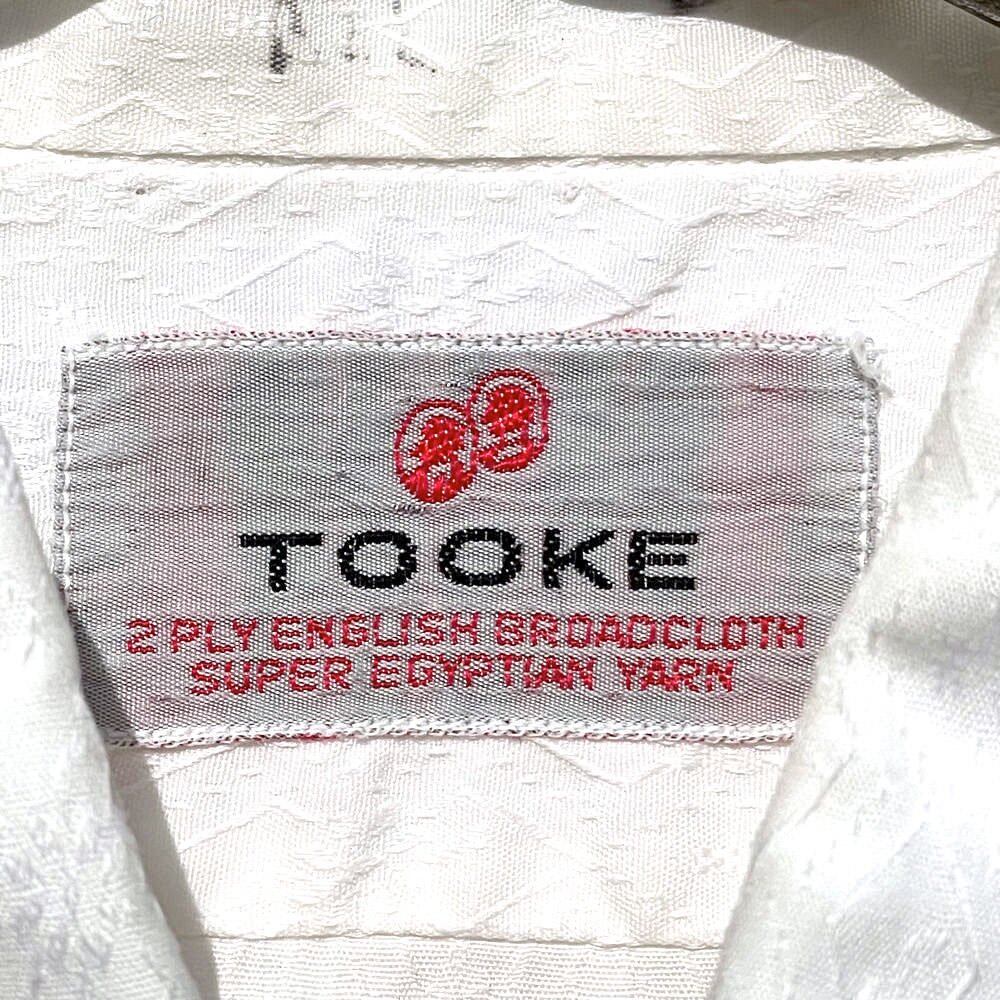 TOOKE
2 PLY ENGLISH BROADCLOTH
SUPER EGYPTIAN YARN